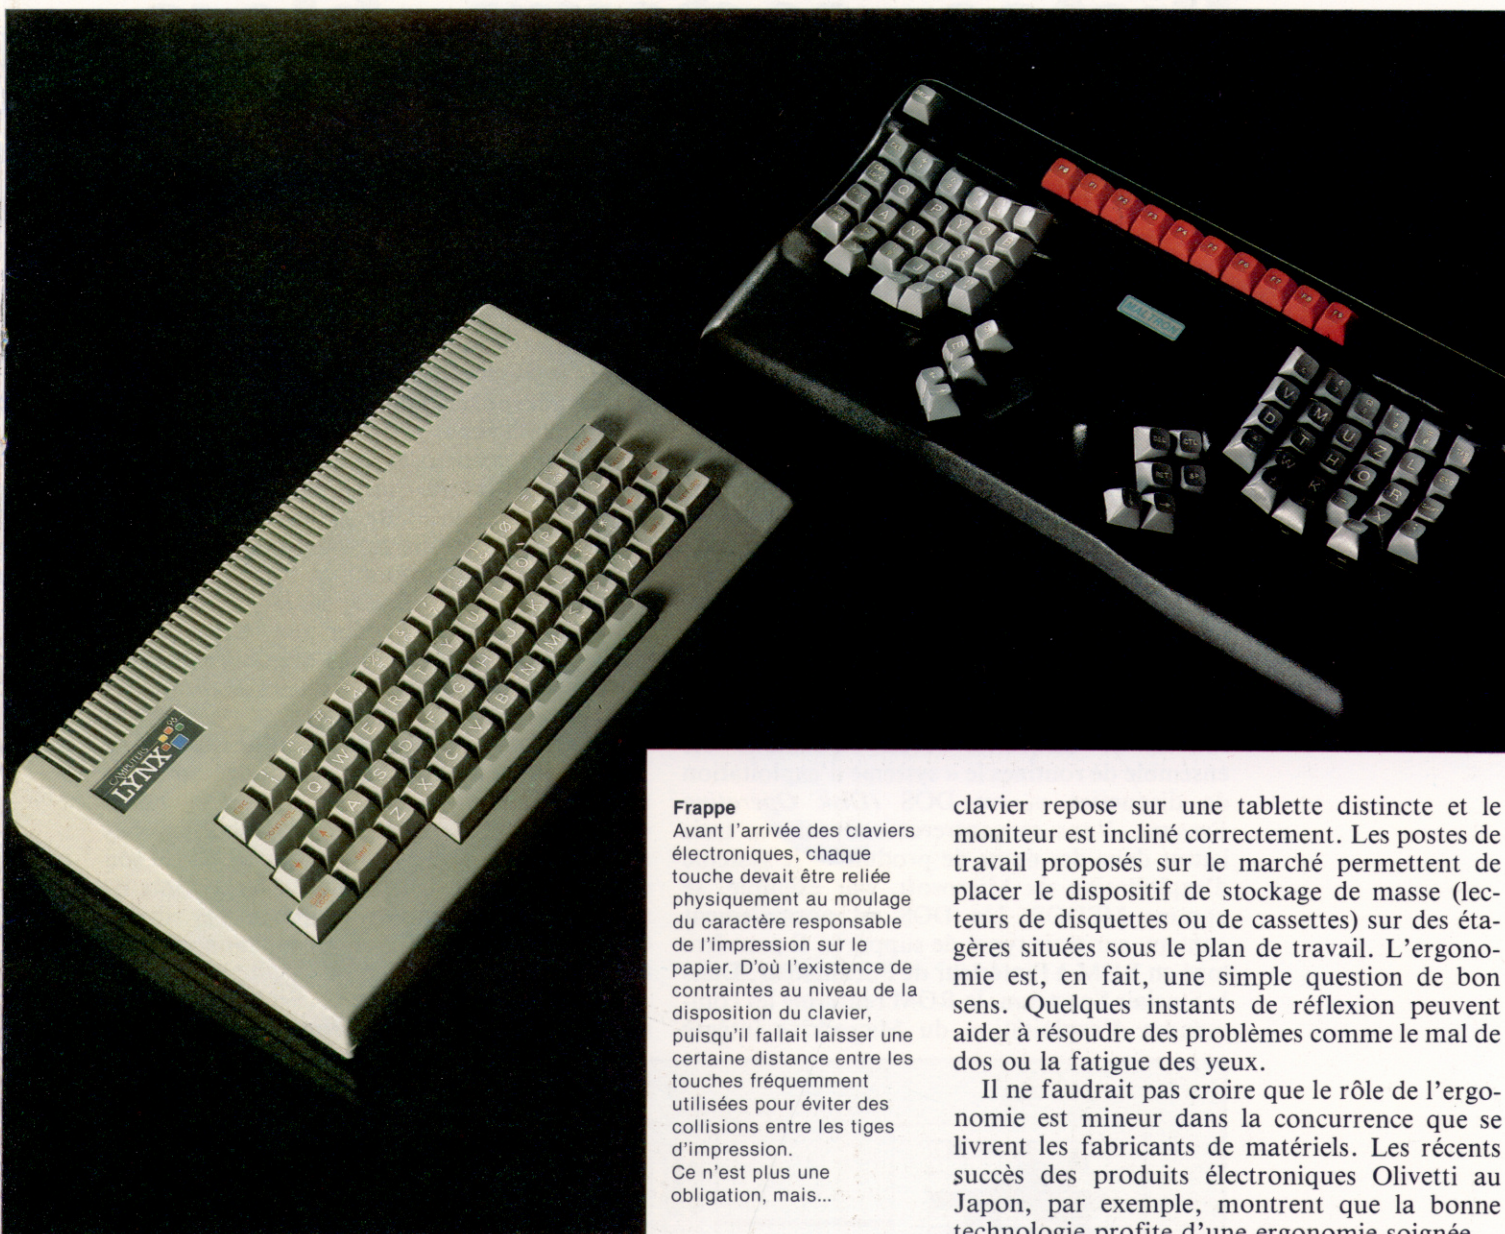 MALTRON
CAMPUTERS
LYNX
Frappe
Avant l'arrivée des claviers
électroniques, chaque
touche devait être reliée
physiquement au moulage
du caractère responsable
de l'impression sur le
papier. D'où l'existence de
contraintes au niveau de la
disposition du clavier,
puisqu'il fallait laisser une
certaine distance entre les
touches fréquemment
utilisées pour éviter des
collisions entre les tiges
d'impression.
Ce n'est plus une
obligation, mais...
clavier repose sur une tablette distincte et le
moniteur est incliné correctement. Les postes de
travail proposés sur le marché permettent de
placer le dispositif de stockage de masse (lec-
teurs de disquettes ou de cassettes) sur des éta-
gères situées sous le plan de travail. L'ergono-
mie est, en fait, une simple question de bon
sens. Quelques instants de réflexion peuvent
aider à résoudre des problèmes comme le mal de
dos ou la fatigue des yeux.
Il ne faudrait pas croire que le rôle de l'ergo-
nomie est mineur dans la concurrence que se
livrent les fabricants de matériels. Les récents
succès des produits électroniques Olivetti au
Japon, par exemple, montrent que la bonne
technologie profite d'une ergonomie soignée